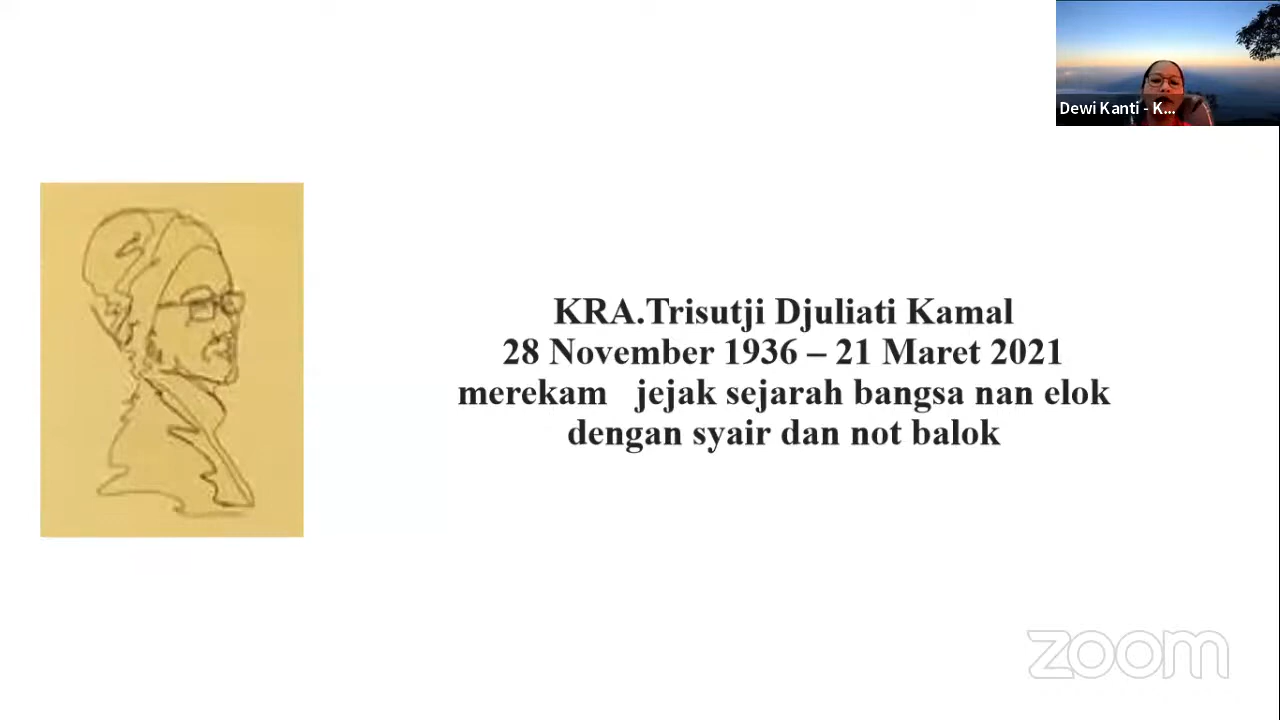 Dewi Kanti - K...
KRA.Trisutji Djuliati Kamal
28 November 1936 – 21 Maret 2021
merekam   jejak sejarah bangsa nan elok
dengan syair dan not balok
zoom